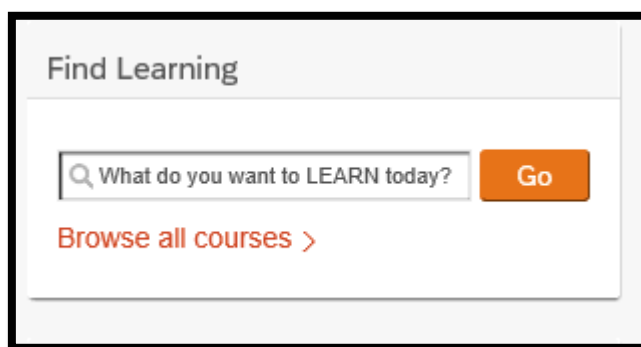 Find Learning
What do you want to LEARN today? Go
Browse all courses >